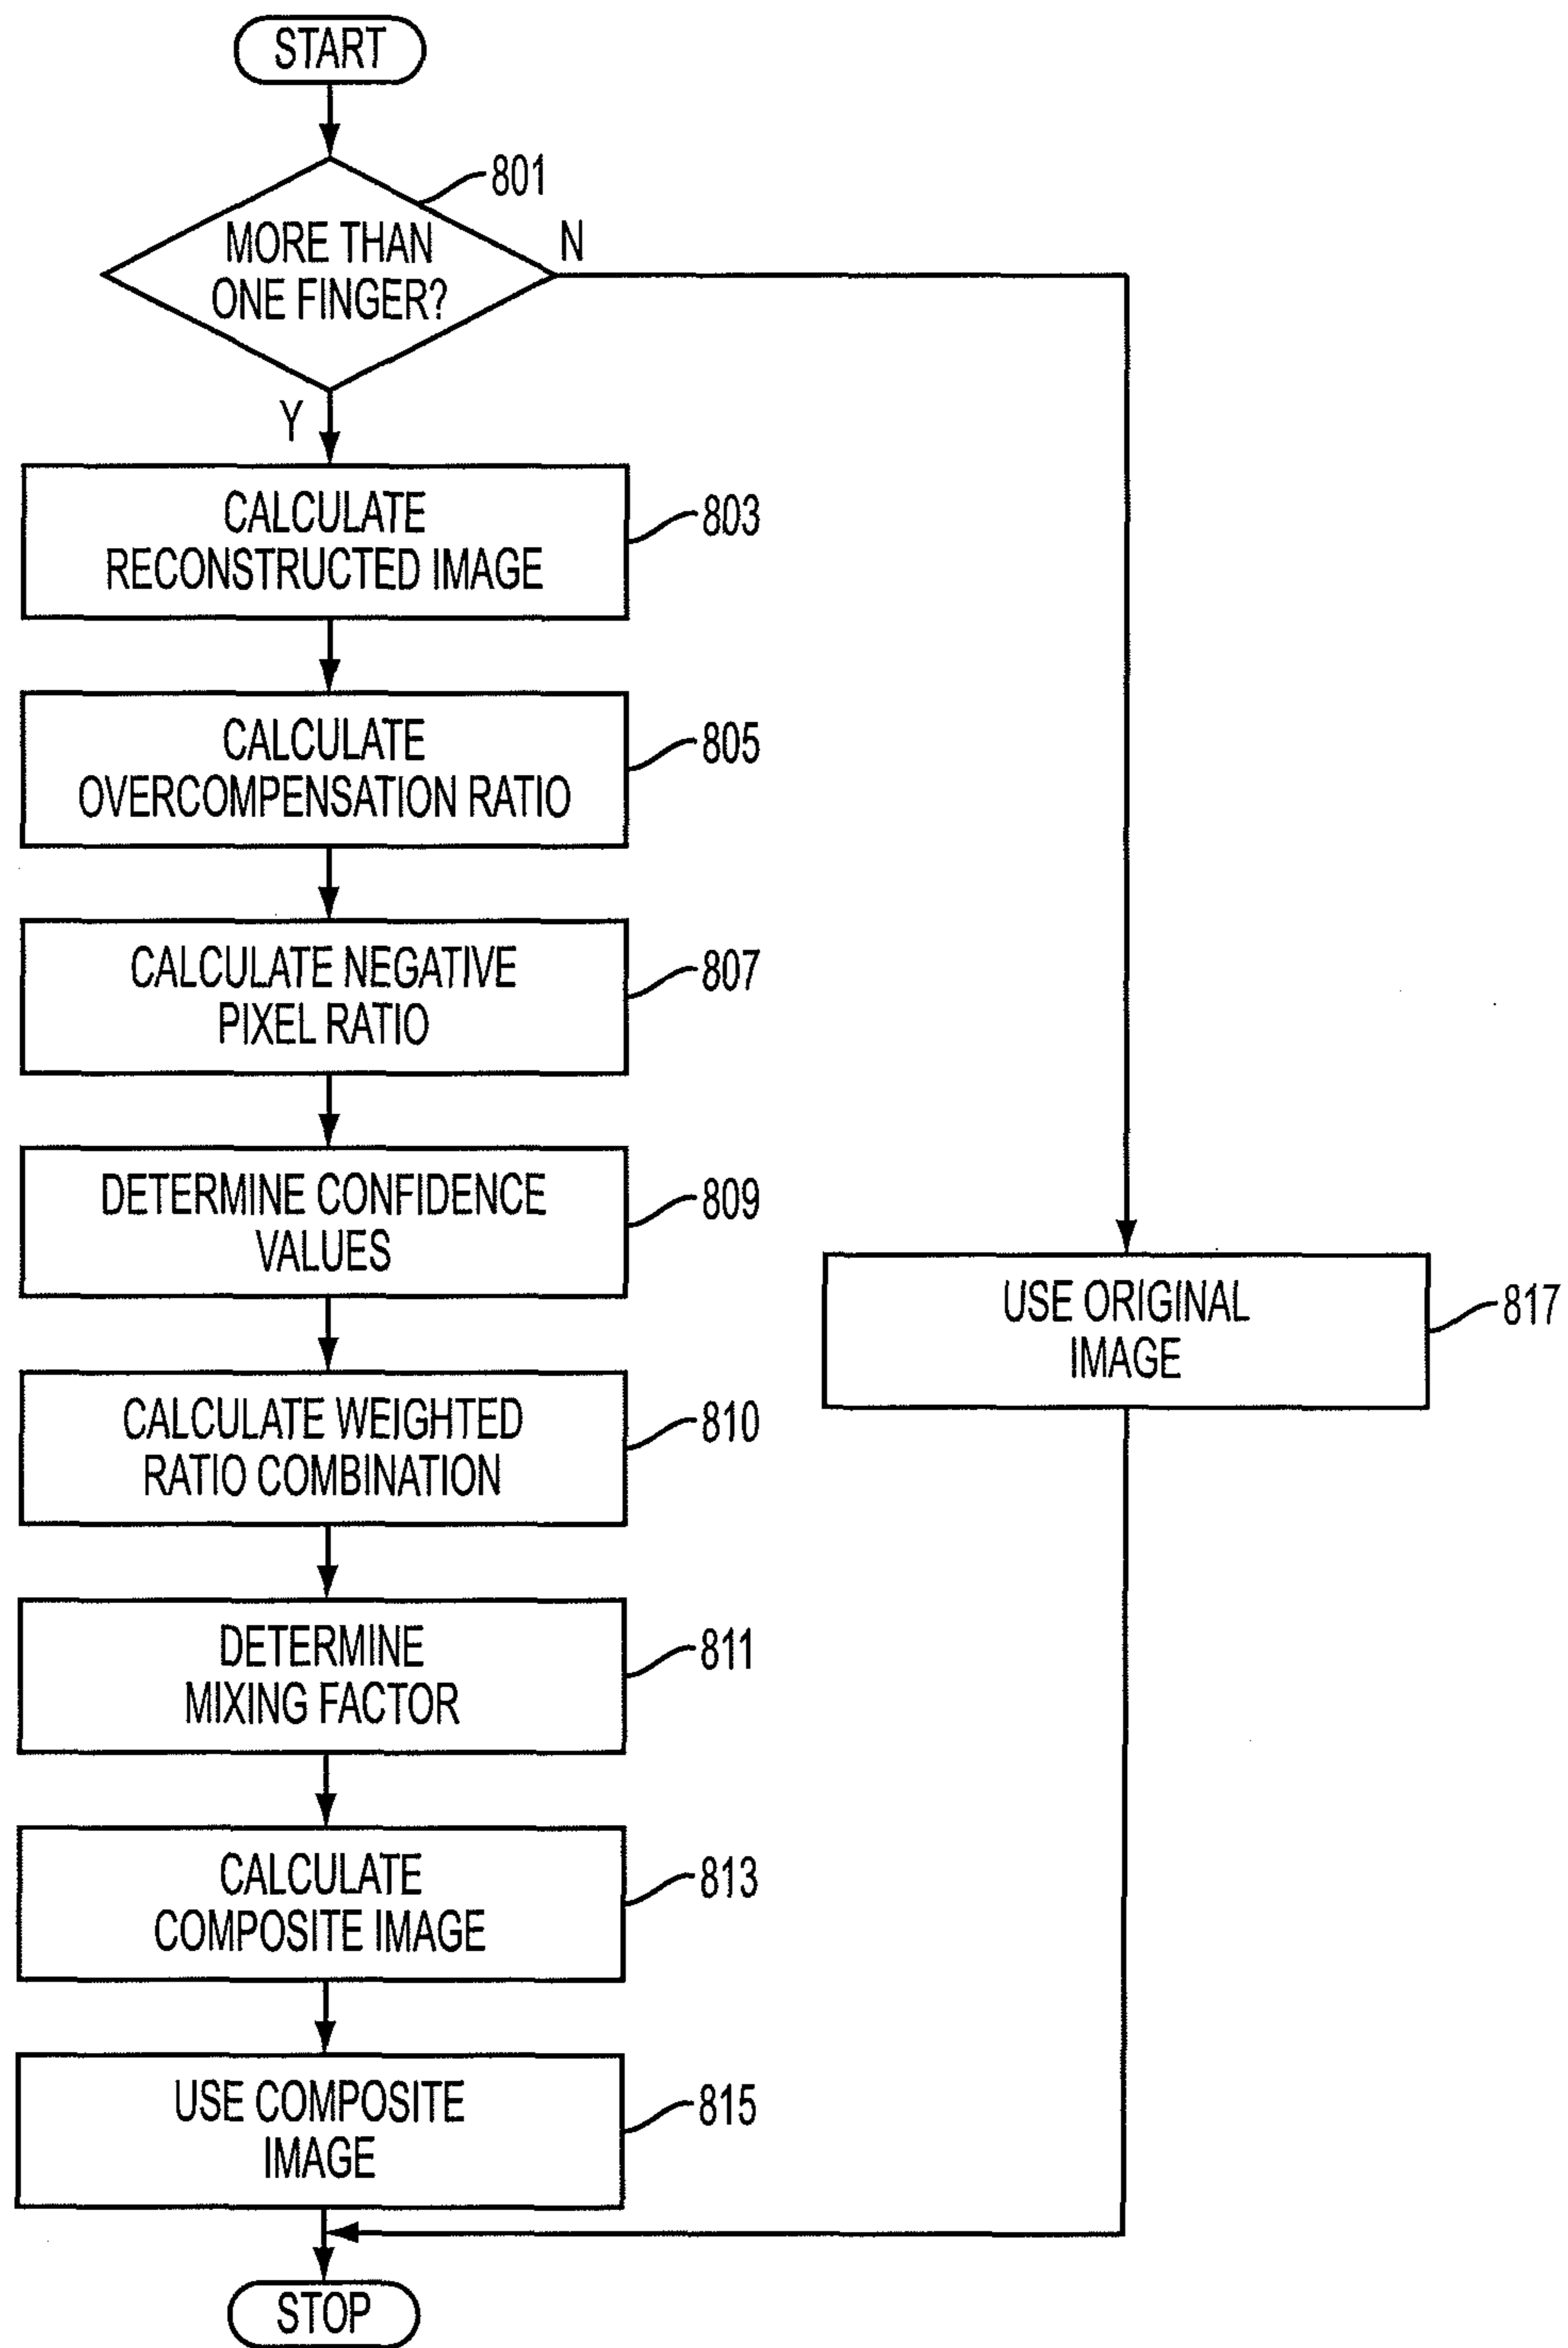 START
801
MORE THAN
ONE FINGER?
N
Y
CALCULATE
RECONSTRUCTED IMAGE
803
CALCULATE
OVERCOMPENSATION RATIO
805
CALCULATE NEGATIVE
PIXEL RATIO
807
DETERMINE CONFIDENCE
VALUES
809
USE ORIGINAL
IMAGE
817
CALCULATE WEIGHTED
RATIO COMBINATION
810
DETERMINE
MIXING FACTOR
811
CALCULATE
COMPOSITE IMAGE
813
USE COMPOSITE
IMAGE
815
STOP